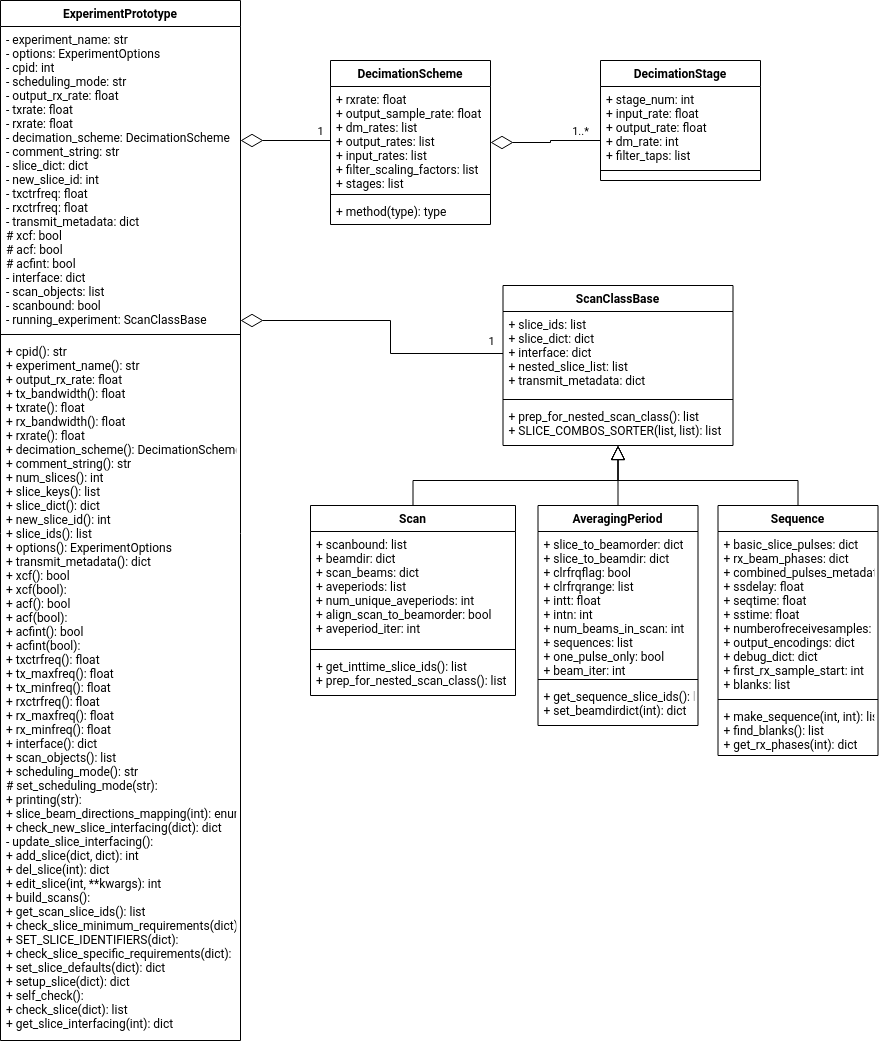 ExperimentPrototype
- experiment_name: str
- options: ExperimentOptions
- cpid: int
- scheduling_mode: str
- output_rx_rate: float
- txrate: float
- rxrate: float
- decimation_scheme: DecimationScheme
- comment_string: str
- slice_dict: dict
- new_slice_id: int
- txctrfreq: float
- rxctrfreq: float
- transmit_metadata: dict
# xcf: bool
# acf: bool
# acfint: bool
- interface: dict
- scan_objects: list
- scanbound: bool
- running_experiment: ScanClassBase
+ cpid(): str
+ experiment_name(): str
+ output_rx_rate: float
+ tx_bandwidth(): float
+ txrate(): float
+ rx_bandwidth(): float
+ rxrate(): float
+ decimation_scheme(): DecimationSchem
+ comment_string(): str
+ num_slices(): int
+ slice_keys(): list
+ slice_dict(): dict
+ new_slice_id(): int
+ slice_ids(): list
+ options(): ExperimentOptions
+ transmit_metadata(): dict
+ xcf(): bool
+ xcf(bool):
+ acf(): bool
+ acf(bool):
+ acfint(): bool
+ acfint(bool):
+ txctrfreq(): float
+ tx_maxfreq(): float
+ tx_minfreq(): float
+ rxctrfreq(): float
+ rx_maxfreq(): float
+ rx_minfreq(): float
+ interface(): dict
+ scan_objects(): list
+ scheduling_mode(): str
# set_scheduling_mode(str):
+ printing(str):
+ slice_beam_directions_mapping(int): enu
+ check_new_slice_interfacing(dict): dict
- update_slice_interfacing():
+ add_slice(dict, dict): int
+ del_slice(int): dict
+ edit_slice(int, **kwargs): int
+ build_scans():
+ get_scan_slice_ids(): list
+ check_slice_minimum_requirements(dict)
+ SET_SLICE_IDENTIFIERS(dict):
+ check_slice_specific_requirements(dict):
+ set_slice_defaults(dict): dict
+ setup_slice(dict): dict
+ self_check():
+ check_slice(dict): list
+ get_slice_interfacing(int): dict
1
DecimationScheme
+ rxrate: float
+ output_sample_rate: float
+ dm_rates: list
+ output_rates: list
+ input_rates: list
+ filter_scaling_factors: list
+ stages: list
+ method(type): type
1..*
DecimationStage
+ stage_num: int
+ input_rate: float
+ output_rate: float
+ dm_rate: int
+ filter_taps: list
1
ScanClassBase
+ slice_ids: list
+ slice_dict: dict
+ interface: dict
+ nested_slice_list: list
+ transmit_metadata: dict
+ prep_for_nested_scan_class(): list
+ SLICE_COMBOS_SORTER(list, list): list
Scan
+ scanbound: list
+ beamdir: dict
+ scan_beams: dict
+ aveperiods: list
+ num_unique_aveperiods: int
+ align_scan_to_beamorder: bool
+ aveperiod_iter: int
+ get_inttime_slice_ids(): list
+ prep_for_nested_scan_class(): list
AveragingPeriod
+ slice_to_beamorder: dict
+ slice_to_beamdir: dict
+ clrfrqflag: bool
+ clrfrqrange: list
+ intt: float
+ intn: int
+ num_beams_in_scan: int
+ sequences: list
+ one_pulse_only: bool
+ beam_iter: int
+ get_sequence_slice_ids():
+ set_beamdirdict(int): dict
Sequence
+ basic_slice_pulses: dict
+ rx_beam_phases: dict
+ combined_pulses_metadat
+ ssdelay: float
+ seqtime: float
+ sstime: float
+ numberofreceivesamples:
+ output_encodings: dict
+ debug_dict: dict
+ first_rx_sample_start: int
+ blanks: list
+ make_sequence(int, int): lis
+ find_blanks(): list
+ get_rx_phases(int): dict